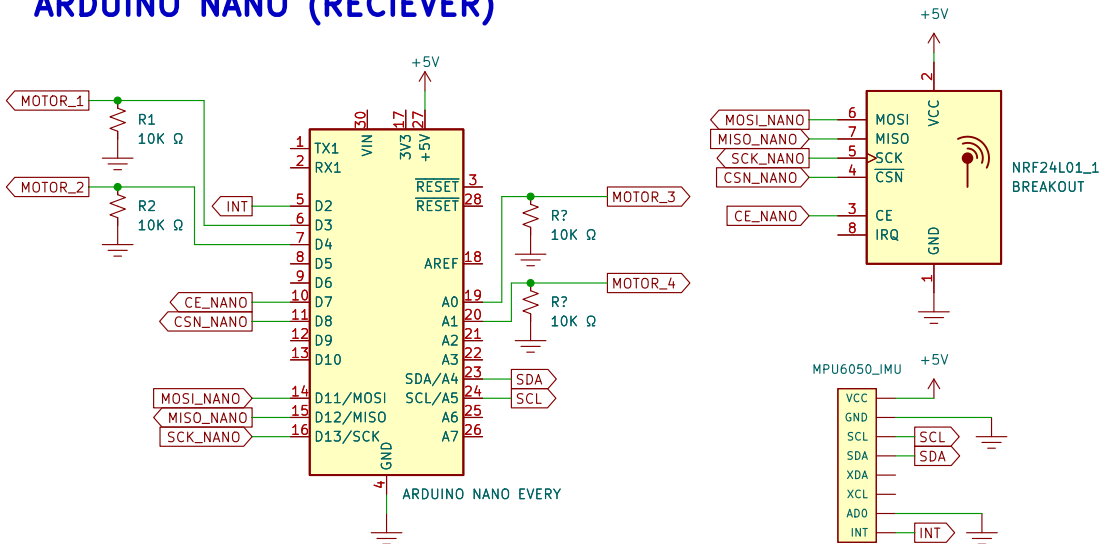 ARDUINO NANO (RECIEVER)
+5V
MOTOR_1
R1
10K Ω
MOTOR_2
R2
10K Ω
INT
CE_NANO
CSN_NANO
MOSI_NANO
MISO_NANO
SCK_NANO
+5V
30
17
27
VIN
3V3
+5V
1 TX1
2 RX1
5 D2
6 D3
7 D4
8 D5
9 D6
10 D7
11 D8
12 D9
13 D10
14 D11/MOSI
15 D12/MISO
16 D13/SCK
RESET 3
RESET 28
AREF 18
A0 19
A1 20
A2 21
A3 22
SDA/A4 23
SCL/A5 24
A6 25
A7 26
GND
4
ARDUINO NANO EVERY
MOTOR_3
R?
10K Ω
MOTOR_4
R?
10K Ω
SDA
SCL
2
VCC
MOSI_NANO 6 MOSI
MISO_NANO 7 MISO
SCK_NANO 5 SCK
CSN_NANO 4 CSN
CE_NANO 3 CE
8 IRQ
GND
1
NRF24L01_1
BREAKOUT
MPU6050_IMU
+5V
VCC
GND
SCL SCL
SDA SDA
XDA
XCL
ADO
INT INT